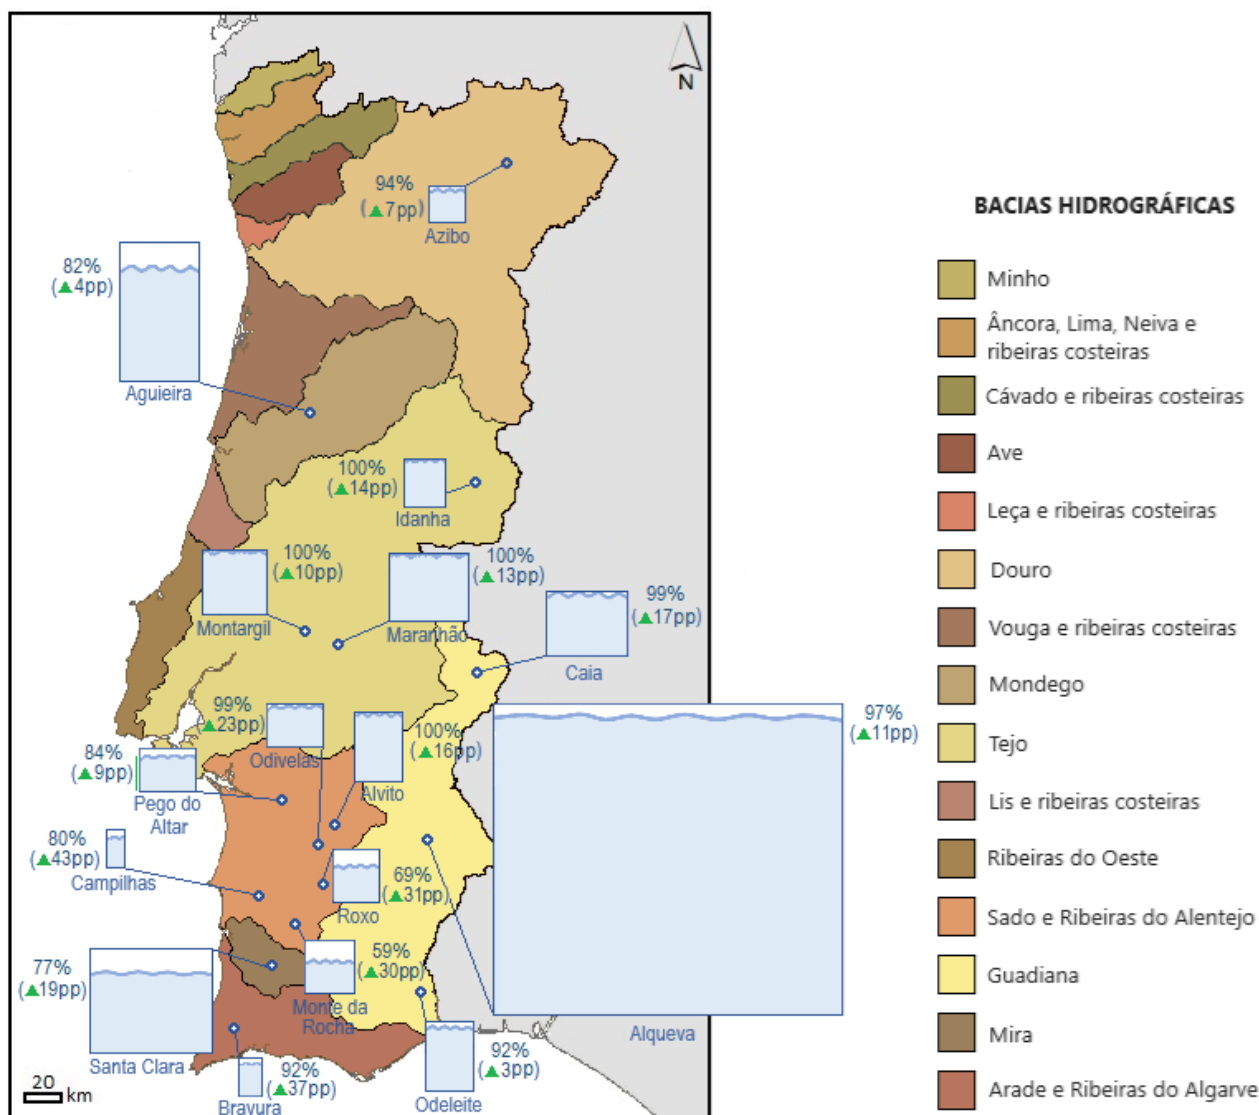 N
94%
(▲7pp)
Azibo
82%
(▲4pp)
Aguieira
100%
(▲14pp)
Idanha
100%
(▲10pp)
Montargil
100%
(▲13pp)
Maranhão
99%
(▲17pp)
Caia
99%
(▲23pp)
Odivelas
100%
(▲16pp)
Alvito
97%
(▲11pp)
Alqueva
84%
(▲9pp)
Pego do
Altar
80%
(▲43pp)
Campilhas
69%
(▲31pp)
Roxo
59%
(▲30pp)
Monte da
Rocha
77%
(▲19pp)
Santa Clara
92%
(▲37pp)
Bravura
92%
(▲3pp)
Odeleite
20
km
BACIAS HIDROGRÁFICAS
Minho
Âncora, Lima, Neiva e
ribeiras costeiras
Cávado e ribeiras costeiras
Ave
Leça e ribeiras costeiras
Douro
Vouga e ribeiras costeiras
Mondego
Tejo
Lis e ribeiras costeiras
Ribeiras do Oeste
Sado e Ribeiras do Alentejo
Guadiana
Mira
Arade e Ribeiras do Algarve